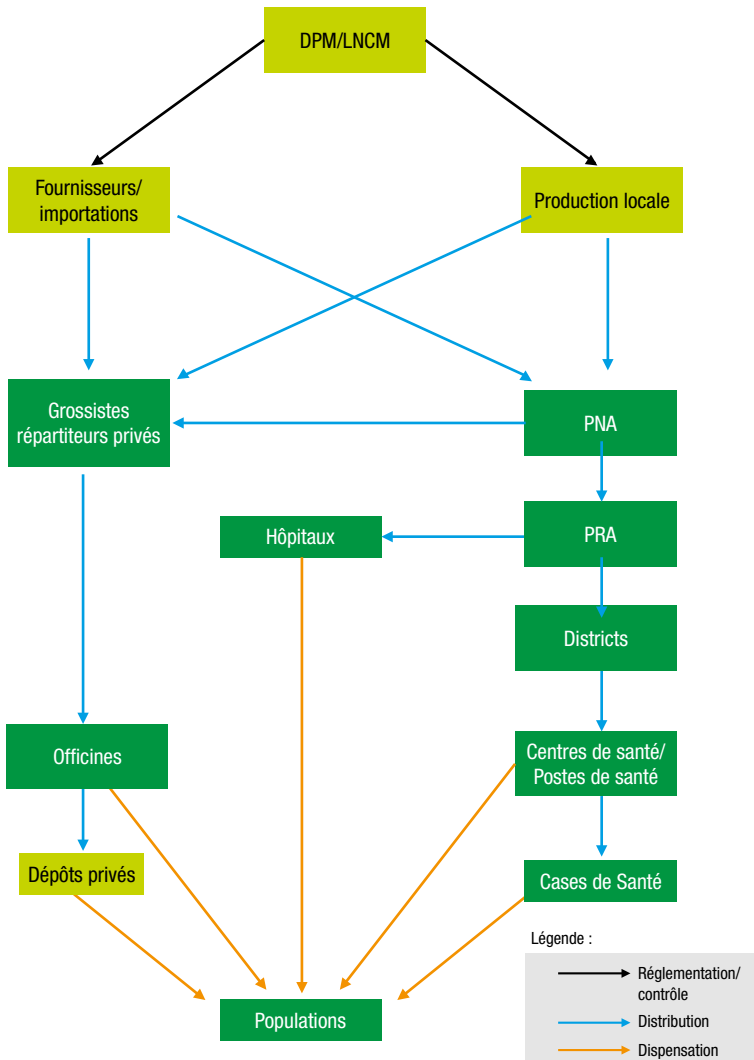 DPM/LNCM
Fournisseurs/
importations
Production locale
Grossistes
répartiteurs privés
PNA
Hôpitaux
PRA
Districts
Officines
Centres de santé/
Postes de santé
Dépôts privés
Cases de Santé
Populations
Légende :
Réglementation/
contrôle
Distribution
Dispensation